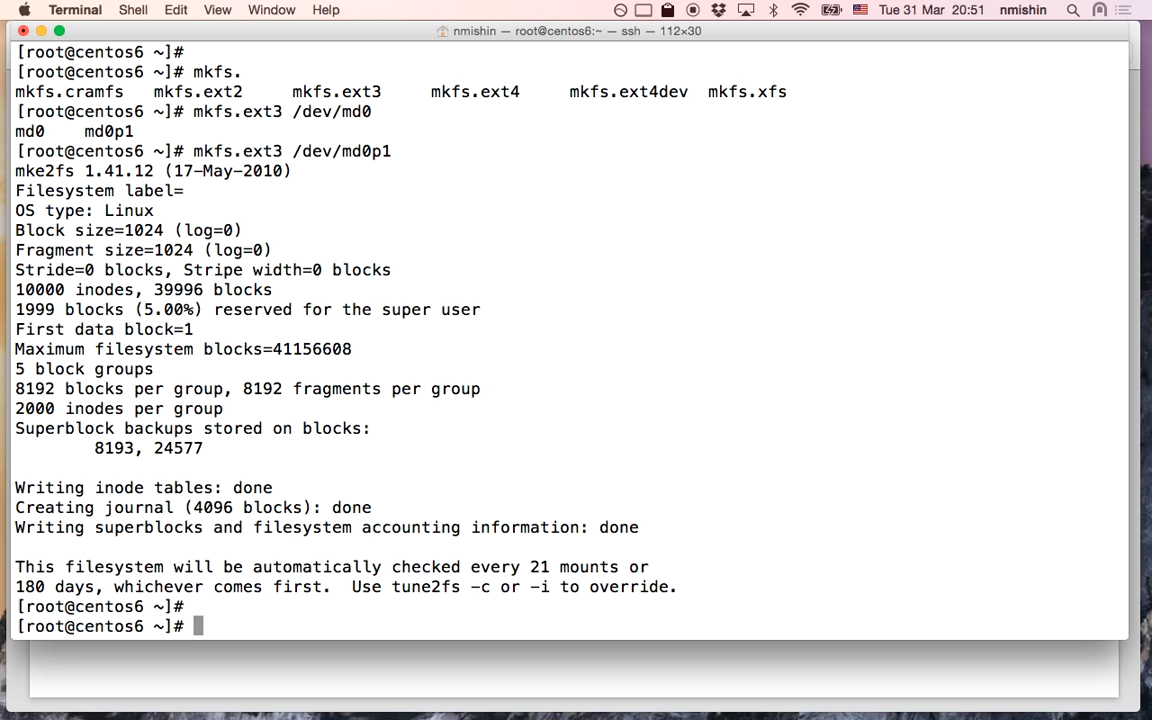 Terminal Shell Edit View Window Help Tue 31 Mar 20:51 nmishin
nmishin — root@centos6:~ — ssh — 112×30
[root@centos6 ~]#
[root@centos6 ~]# mkfs.
mkfs.cramfs mkfs.ext2 mkfs.ext3 mkfs.ext4 mkfs.ext4dev mkfs.xfs
[root@centos6 ~]# mkfs.ext3 /dev/md0
md0 md0p1
[root@centos6 ~]# mkfs.ext3 /dev/md0p1
mke2fs 1.41.12 (17-May-2010)
Filesystem label=
OS type: Linux
Block size=1024 (log=0)
Fragment size=1024 (log=0)
Stride=0 blocks, Stripe width=0 blocks
10000 inodes, 39996 blocks
1999 blocks (5.00%) reserved for the super user
First data block=1
Maximum filesystem blocks=41156608
5 block groups
8192 blocks per group, 8192 fragments per group
2000 inodes per group
Superblock backups stored on blocks:
8193, 24577
Writing inode tables: done
Creating journal (4096 blocks): done
Writing superblocks and filesystem accounting information: done
This filesystem will be automatically checked every 21 mounts or
180 days, whichever comes first. Use tune2fs -c or -i to override.
[root@centos6 ~]#
[root@centos6 ~]#